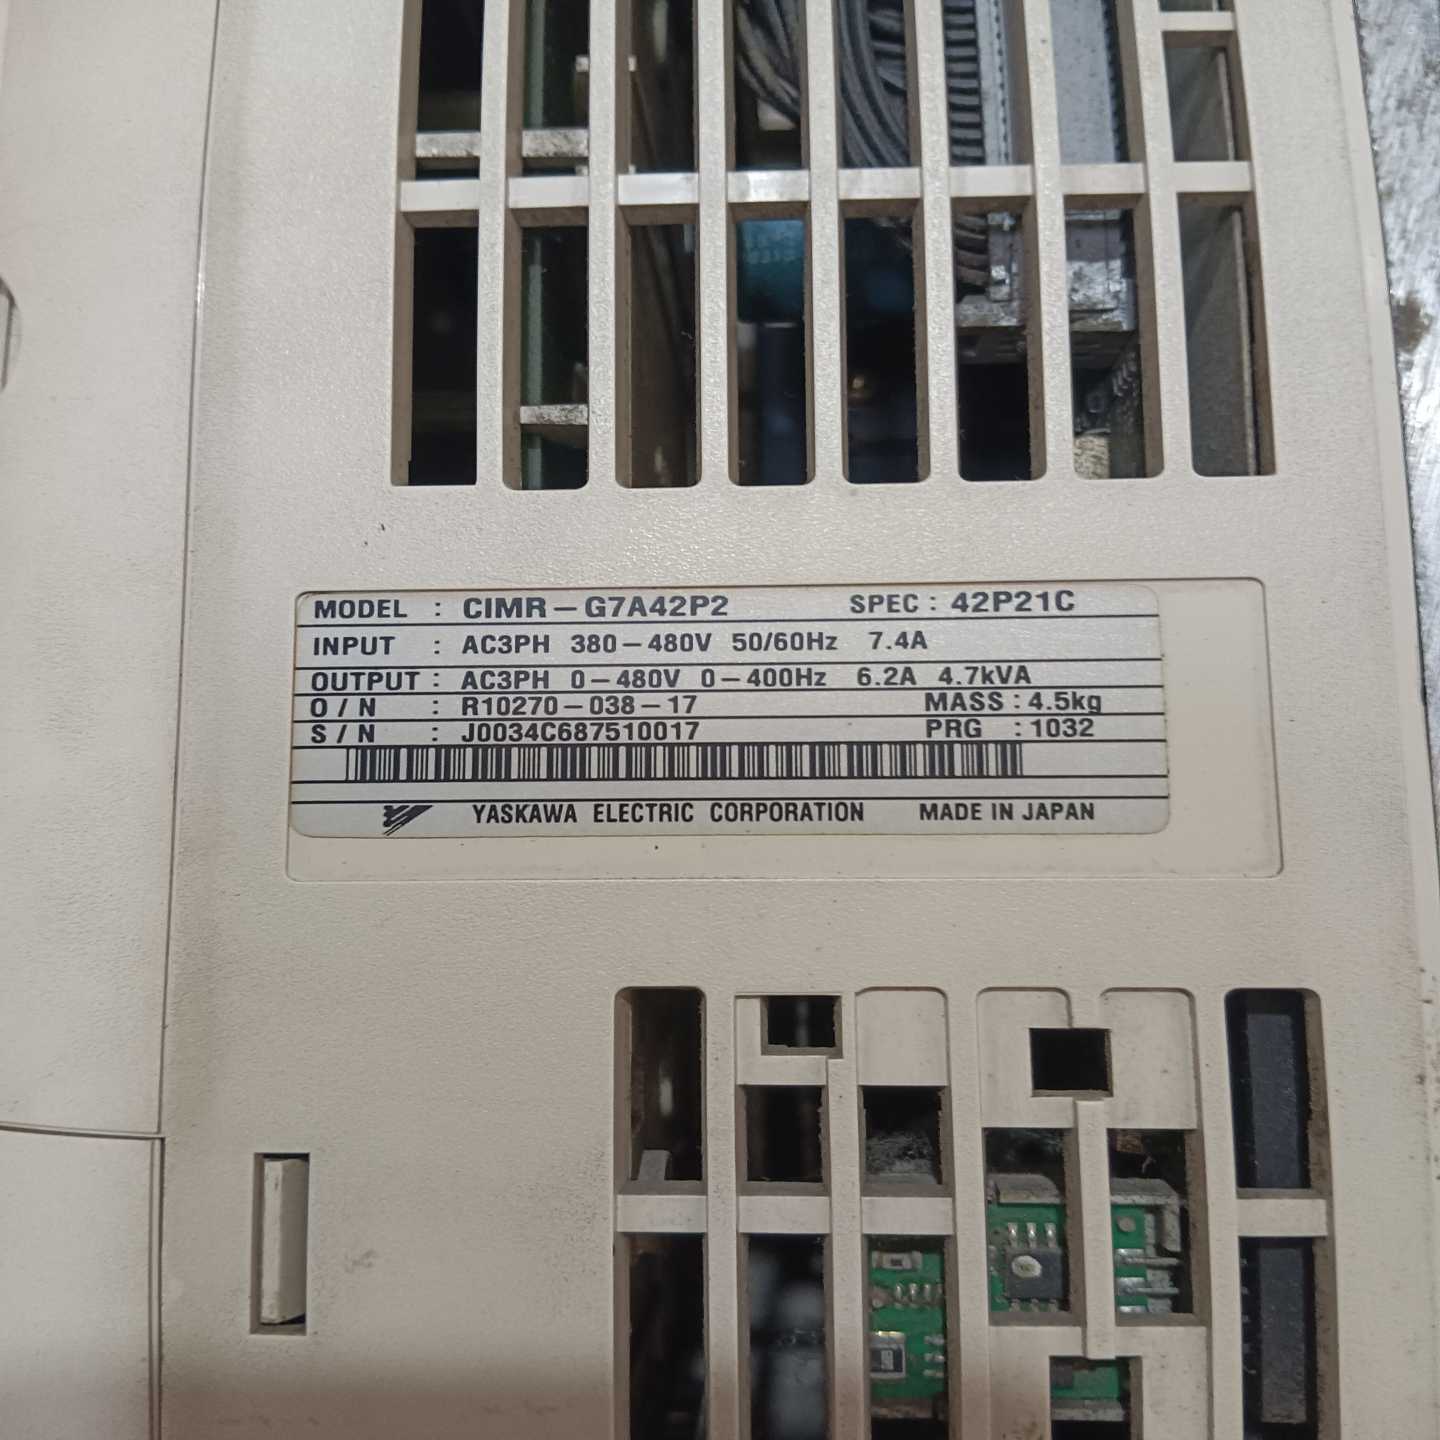 MODEL : CIMR-G7A42P2 SPEC : 42P21C
INPUT : AC3PH 380-480V 50/60Hz 7.4A
OUTPUT : AC3PH 0-480V 0-400Hz 6.2A 4.7kVA
O/N : R10270-038-17 MASS : 4.5kg
S/N : J0034C687510017 PRG : 1032
YASKAWA ELECTRIC CORPORATION MADE IN JAPAN